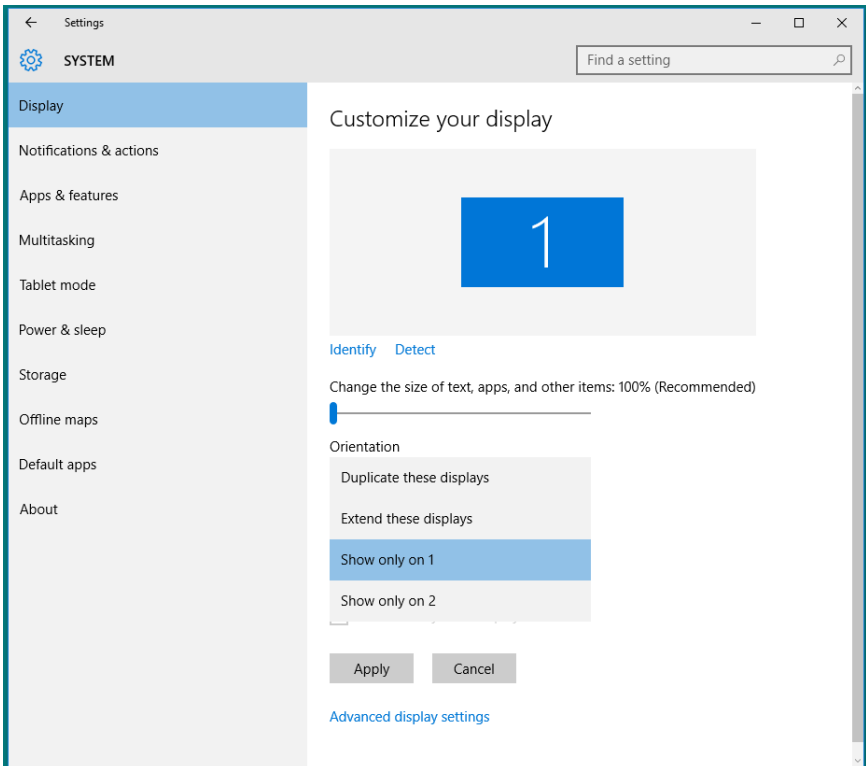 Settings
SYSTEM
Find a setting
Display
Notifications & actions
Apps & features
Multitasking
Tablet mode
Power & sleep
Storage
Offline maps
Default apps
About
Customize your display
1
Identify Detect
Change the size of text, apps, and other items: 100% (Recommended)
Orientation
Duplicate these displays
Extend these displays
Show only on 1
Show only on 2
Apply Cancel
Advanced display settings